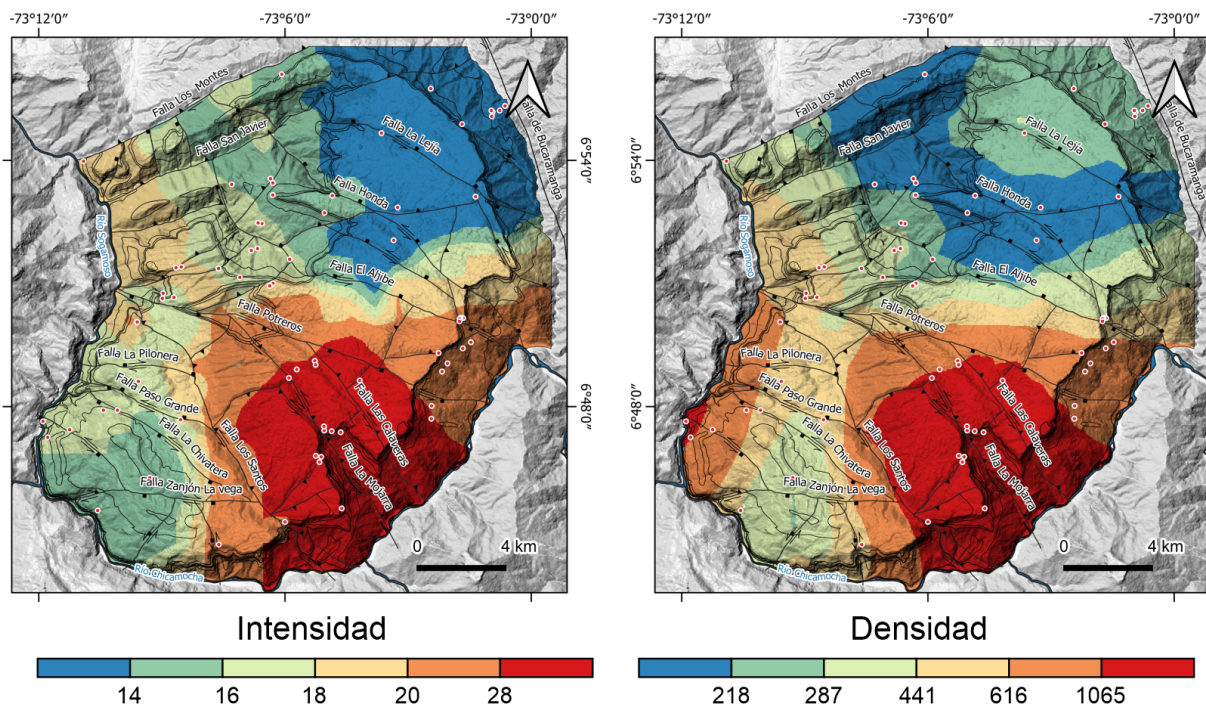 -73°12'0"
-73°6'0"
-73°0'0"
-73°12'0"
-73°6'0"
-73°0'0"
Falla Los Montes
Falla San Javier
Falla La Lejía
Falla de Bucaramanga
6°54'0"
Falla Honda
Río Sogamoso
Falla El Aljibe
Falla Potreros
Falla La Pilonera
Falla Paso Grande
Falla La Chivatera
Falla Los Santos
Falla Las Calaveras
Falla La Mojarra
Falla Zanjón La vega
6°48'0"
Río Chicamocha
0
4 km
Falla Los Montes
Falla San Javier
Falla La Lejía
Falla de Bucaramanga
6°54'0"
Falla Honda
Río Sogamoso
Falla El Aljibe
Falla Potreros
Falla La Pilonera
Falla Paso Grande
Falla La Chivatera
Falla Los Santos
Falla Las Calaveras
Falla La Mojarra
Falla Zanjón La vega
6°48'0"
Río Chicamocha
0
4 km
Intensidad
14
16
18
20
28
Densidad
218
287
441
616
1065